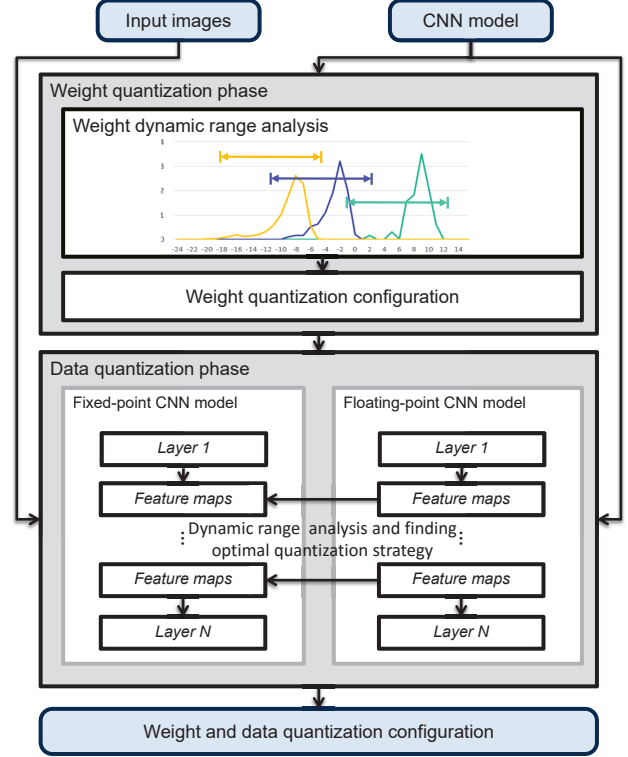 Input images
CNN model
Weight quantization phase
Weight dynamic range analysis
4
3
2
1
0
-24 -22 -20 -18 -16 -14 -12 -10 -8 -6 -4 -2 0 2 4 6 8 10 12 14
Weight quantization configuration
Data quantization phase
Fixed-point CNN model
Floating-point CNN model
Layer 1
Layer 1
Feature maps
Feature maps
⋮ Dynamic range analysis and finding ⋮
optimal quantization strategy
Feature maps
Feature maps
Layer N
Layer N
Weight and data quantization configuration